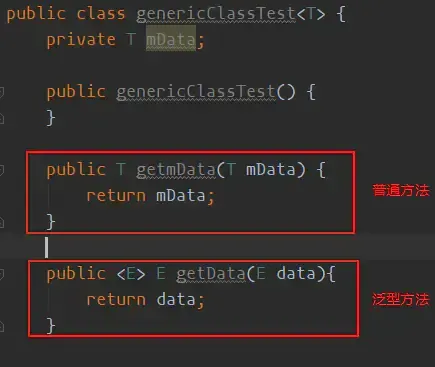 public class genericClassTest<T> {
    private T mData;
    public genericClassTest() {
    }
    public T getmData(T mData) {
        return mData;
    }
普通方法
    public <E> E getData(E data){
        return data;
    }
泛型方法